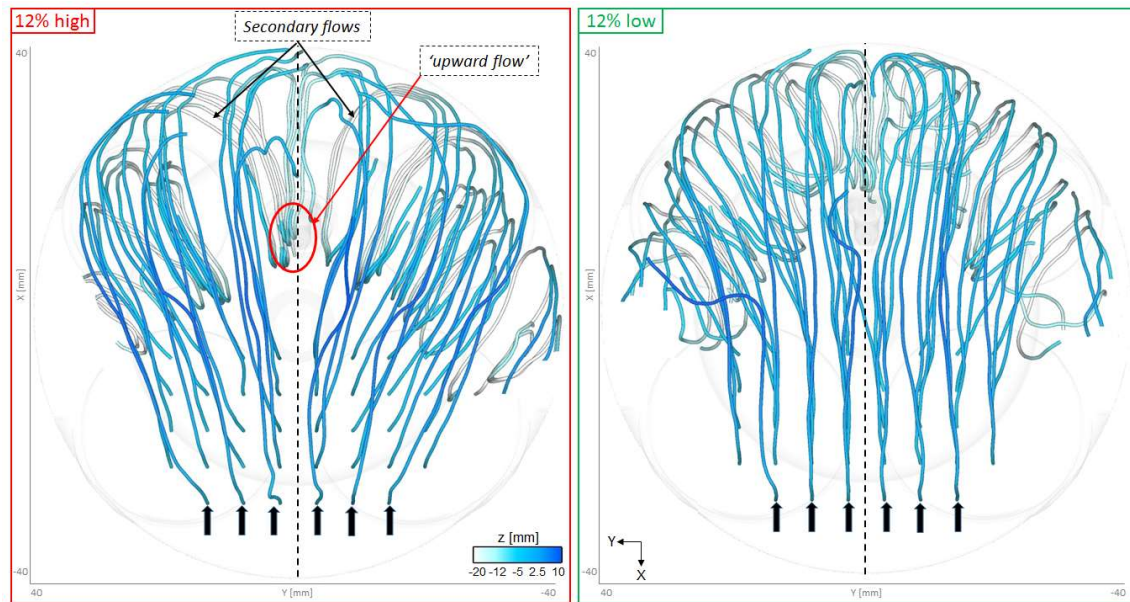 12% high
Secondary flows
‘upward flow’
40
X [mm]
-40
40
Y [mm]
-40
z [mm]
-20 -12 -5 2.5 10
12% low
40
X [mm]
-40
Y
X
40
Y [mm]
-40